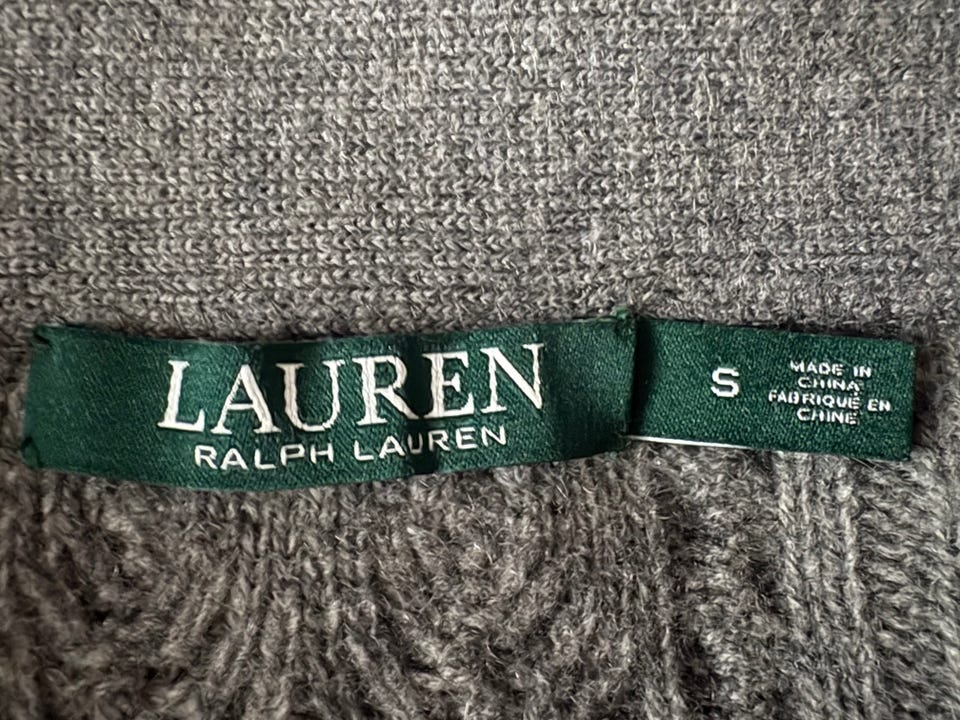 LAUREN
RALPH LAUREN
S
MADE IN
CHINA
FABRIQUÉ EN
CHINE